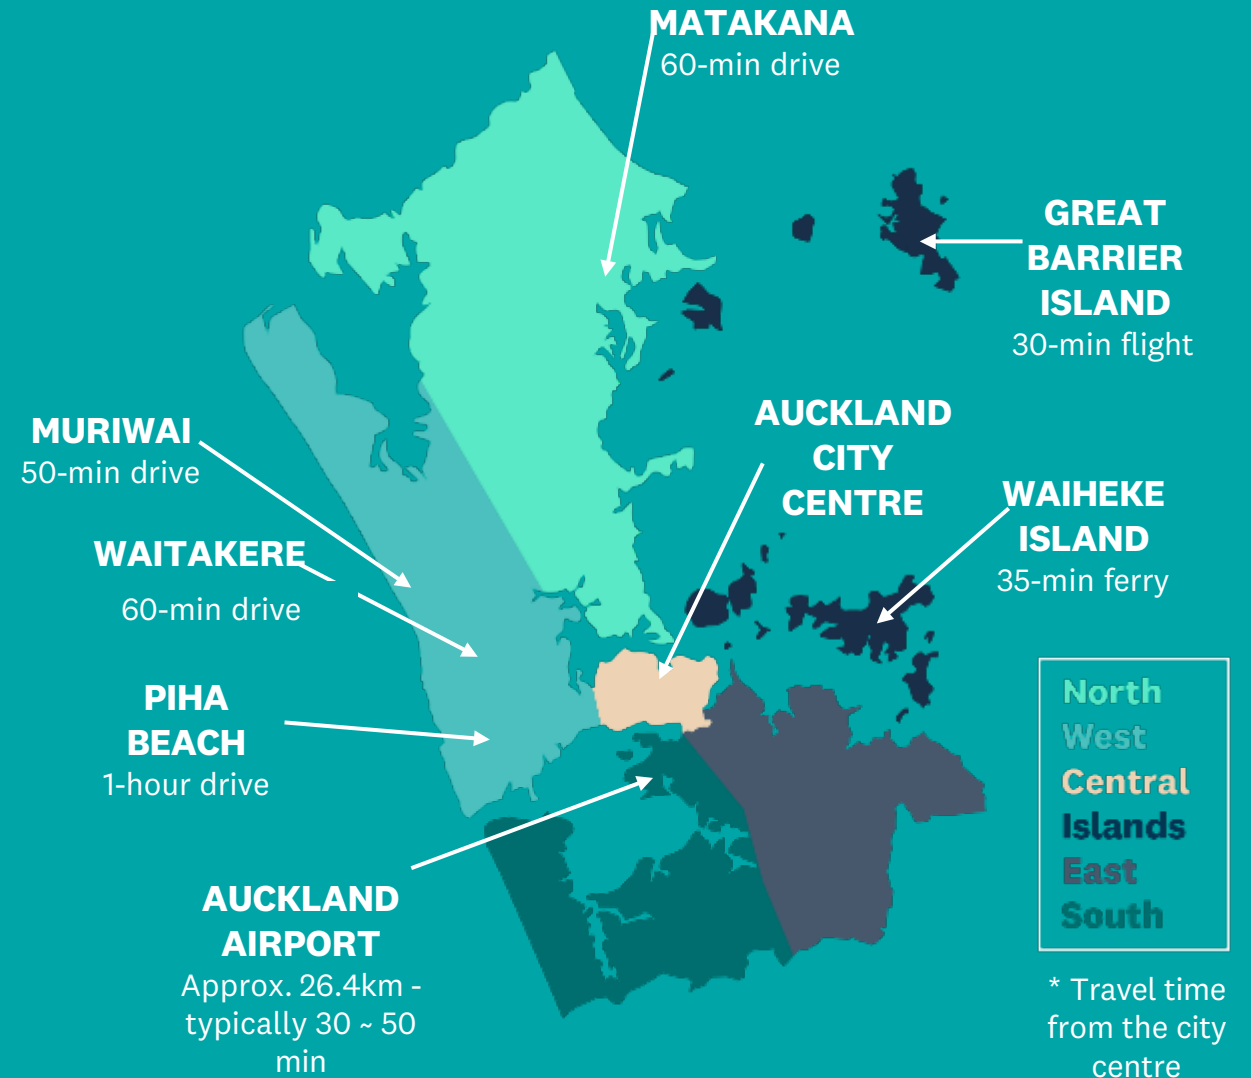 MATAKANA
60-min drive
GREAT
BARRIER
ISLAND
30-min flight
AUCKLAND
CITY
CENTRE
MURIWAI
50-min drive
WAIHEKE
ISLAND
35-min ferry
WAITAKERE
60-min drive
PIHA
BEACH
1-hour drive
North
West
Central
Islands
East
South
AUCKLAND
AIRPORT
Approx. 26.4km -
typically 30 ~ 50
min
* Travel time
from the city
centre